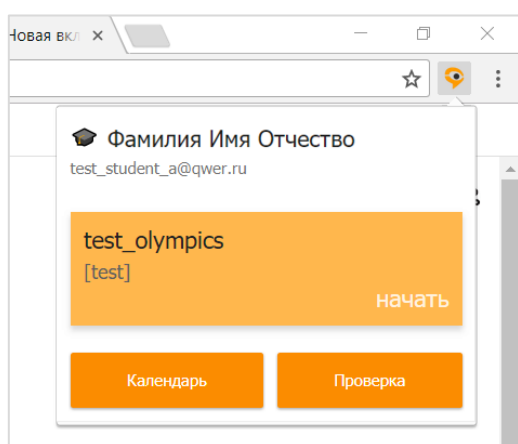 Новая вкл
Фамилия Имя Отчество
test_student_a@qwer.ru
test_olympics
[test]
начать
Календарь
Проверка